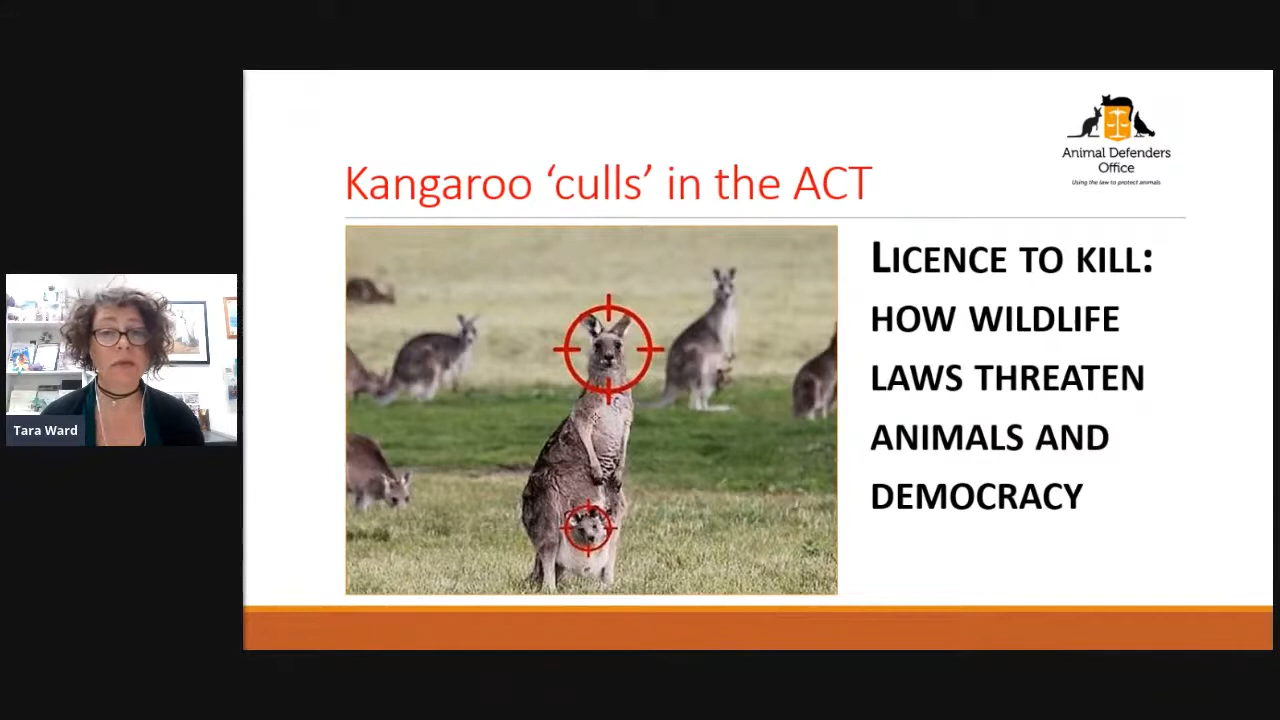 Animal Defenders
Office
Using the law to protect animals
Kangaroo ‘culls’ in the ACT
LICENCE TO KILL:
HOW WILDLIFE
LAWS THREATEN
ANIMALS AND
DEMOCRACY
Tara Ward